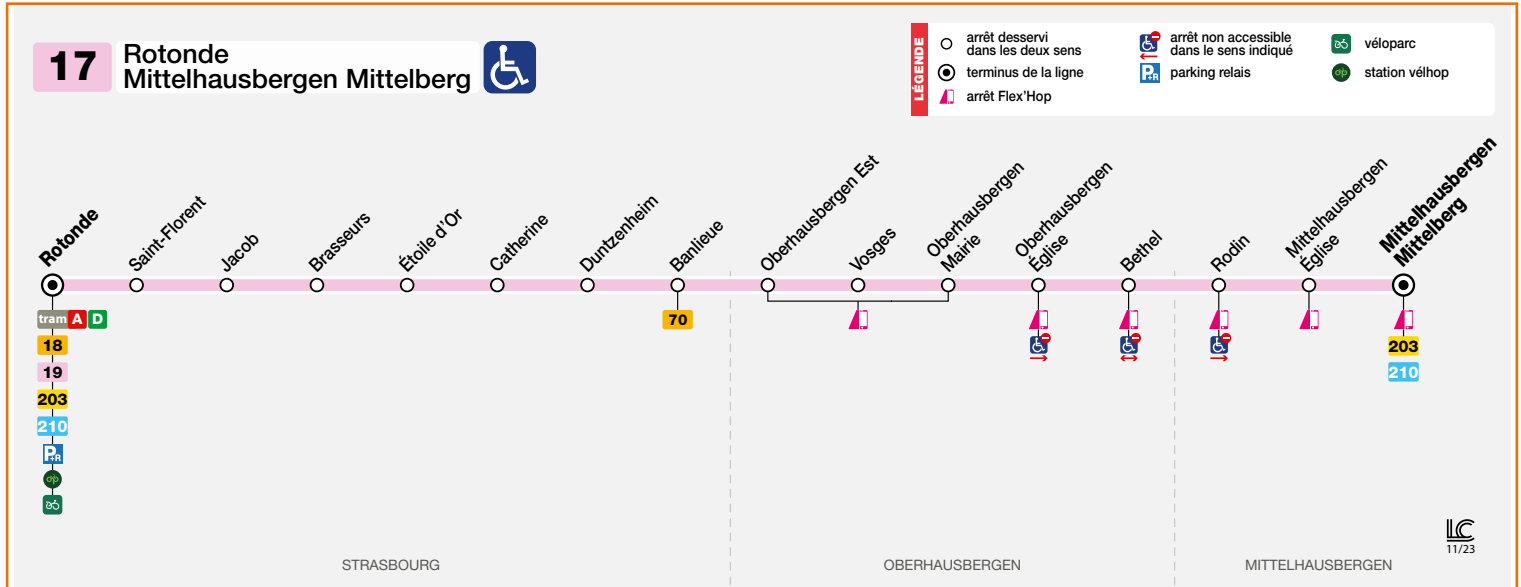 17
Rotonde
Mittelhausbergen Mittelberg
LÉGENDE
arrêt desservi
dans les deux sens
terminus de la ligne
arrêt Flex'Hop
arrêt non accessible
dans le sens indiqué
P+R
parking relais
véloparc
station vélhop
Rotonde
Saint-Florent
Jacob
Brasseurs
Étoile d'Or
Catherine
Duntzenheim
Banlieue
Oberhausbergen Est
Vosges
Oberhausbergen
Mairie
Oberhausbergen
Église
Bethel
Rodin
Mittelhausbergen
Église
Mittelhausbergen
Mittelberg
tram A D
18
19
203
210
P+R
70
203
210
STRASBOURG
OBERHAUSBERGEN
MITTELHAUSBERGEN
LC
11/23